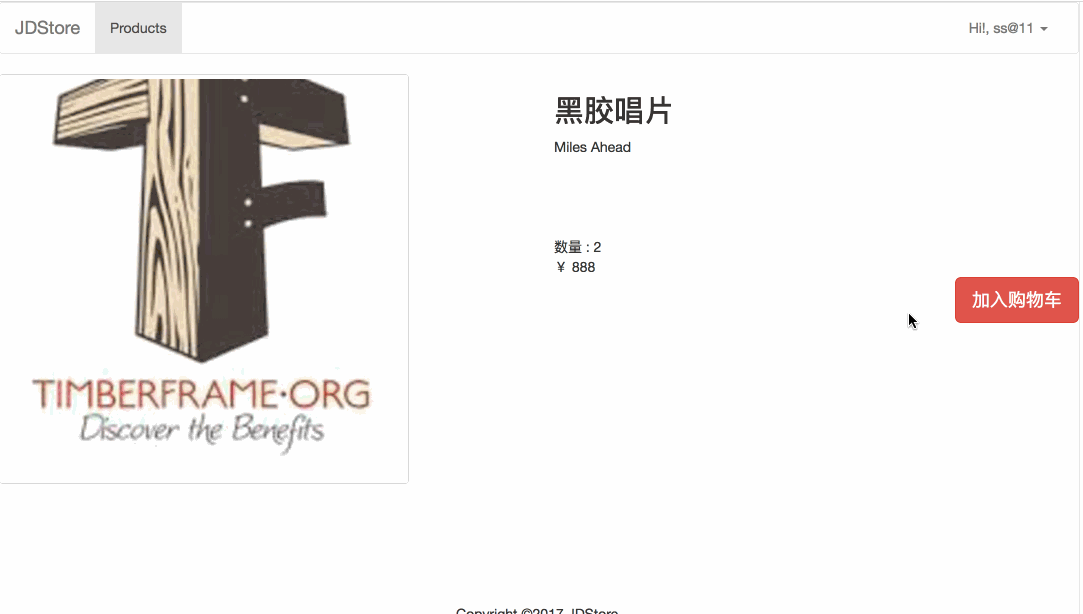 JDStore
Products
Hi!, ss@11
TIMBERFRAME•ORG
Discover the Benefits
黑胶唱片
Miles Ahead
数量 : 2
￥ 888
加入购物车
Copyright ©2017 JDStore